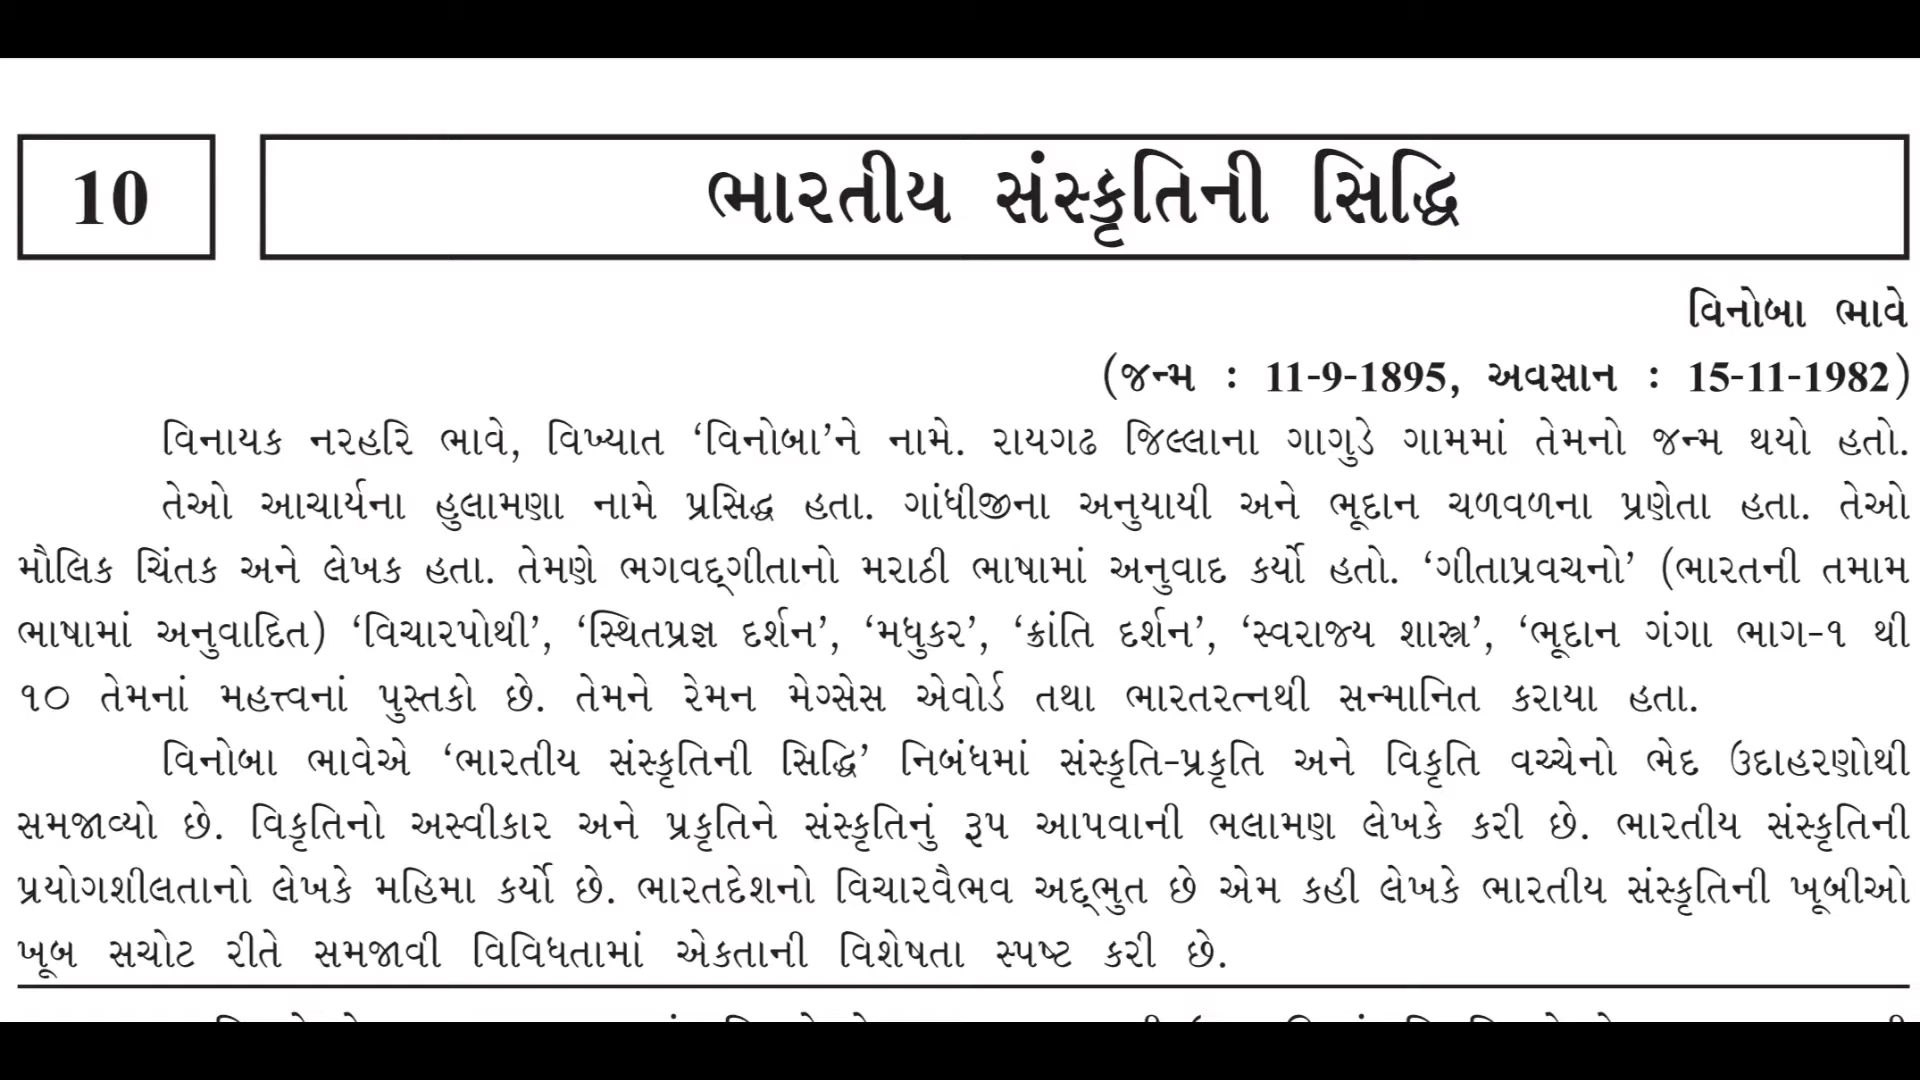 10
ભારતીય સંસ્કૃતિની સિદ્ધિ
વિનોબા ભાવે
(જન્મ : 11-9-1895, અવસાન : 15-11-1982)
વિનાયક નરહરિ ભાવે, વિખ્યાત ‘વિનોબા’ને નામે. રાયગઢ જિલ્લાના ગાગુડે ગામમાં તેમનો જન્મ થયો હતો.
તેઓ આચાર્યના હુલામણા નામે પ્રસિદ્ધ હતા. ગાંધીજીના અનુયાયી અને ભૂદાન ચળવળના પ્રણેતા હતા. તેઓ
મૌલિક ચિંતક અને લેખક હતા. તેમણે ભગવદ્ગીતાનો મરાઠી ભાષામાં અનુવાદ કર્યો હતો. ‘ગીતાપ્રવચનો’ (ભારતની તમામ
ભાષામાં અનુવાદિત) ‘વિચારપોથી’, ‘સ્થિતપ્રજ્ઞ દર્શન’, ‘મધુકર’, ‘ક્રાંતિ દર્શન’, ‘સ્વરાજ્ય શાસ્ત્ર’, ‘ભૂદાન ગંગા ભાગ-૧ થી
૧૦ તેમનાં મહત્ત્વનાં પુસ્તકો છે. તેમને રેમન મેગ્સેસ એવોર્ડ તથા ભારતરત્નથી સન્માનિત કરાયા હતા.
વિનોબા ભાવેએ ‘ભારતીય સંસ્કૃતિની સિદ્ધિ’ નિબંધમાં સંસ્કૃતિ-પ્રકૃતિ અને વિકૃતિ વચ્ચેનો ભેદ ઉદાહરણોથી
સમજાવ્યો છે. વિકૃતિનો અસ્વીકાર અને પ્રકૃતિને સંસ્કૃતિનું રૂપ આપવાની ભલામણ લેખકે કરી છે. ભારતીય સંસ્કૃતિની
પ્રયોગશીલતાનો લેખકે મહિમા કર્યો છે. ભારતદેશનો વિચારવૈભવ અદ્ભુત છે એમ કહી લેખકે ભારતીય સંસ્કૃતિની ખૂબીઓ
ખૂબ સચોટ રીતે સમજાવી વિવિધતામાં એકતાની વિશેષતા સ્પષ્ટ કરી છે.